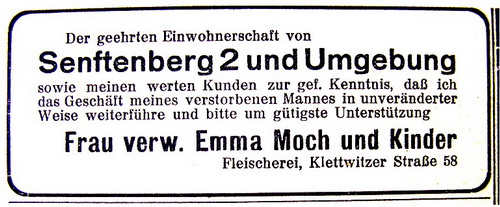 Der geehrten Einwohnerschaft von
Senftenberg 2 und Umgebung
sowie meinen werten Kunden zur gef. Kenntnis, daß ich
das Geschäft meines verstorbenen Mannes in unveränderter
Weise weiterführe und bitte um gütigste Unterstützung
Frau verw. Emma Moch und Kinder
Fleischerei, Klettwitzer Straße 58